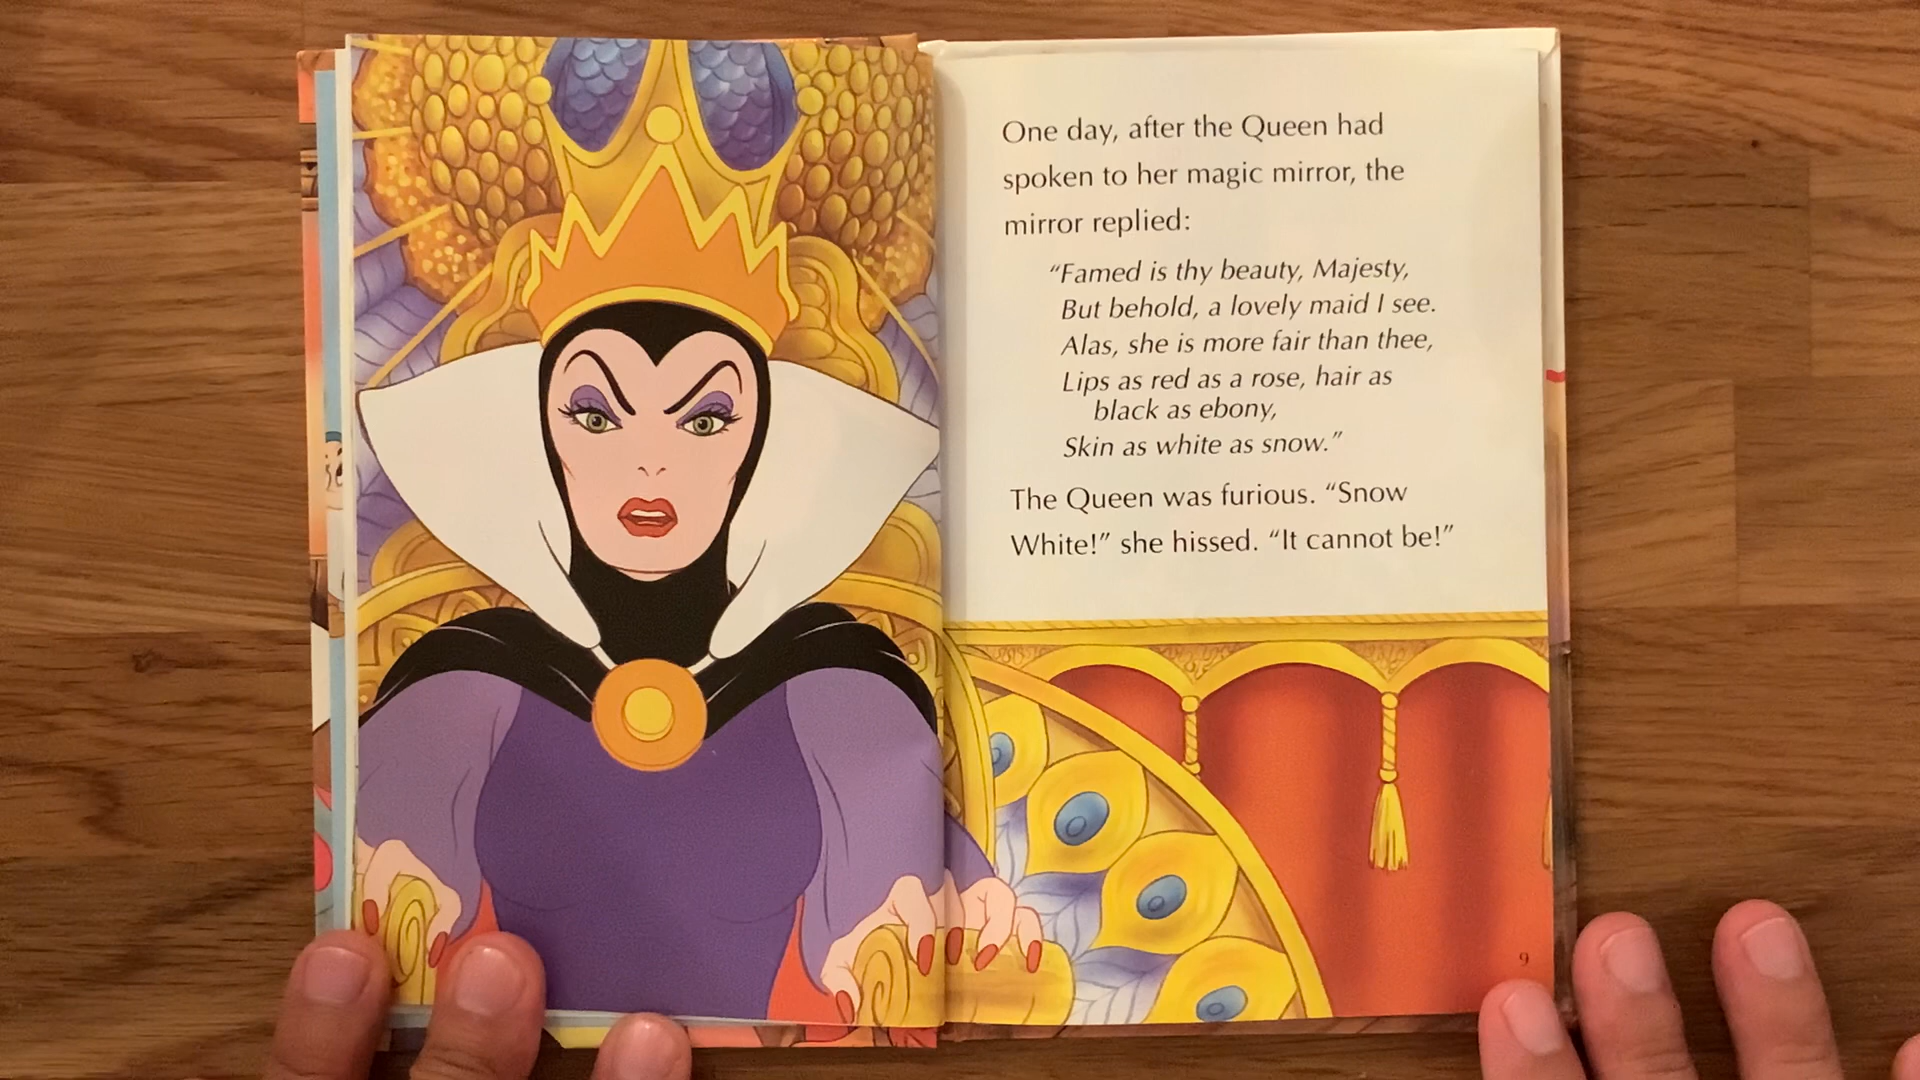 One day, after the Queen had
spoken to her magic mirror, the
mirror replied:
“Famed is thy beauty, Majesty,
But behold, a lovely maid I see.
Alas, she is more fair than thee,
Lips as red as a rose, hair as
black as ebony,
Skin as white as snow.”
The Queen was furious. “Snow
White!” she hissed. “It cannot be!”
9